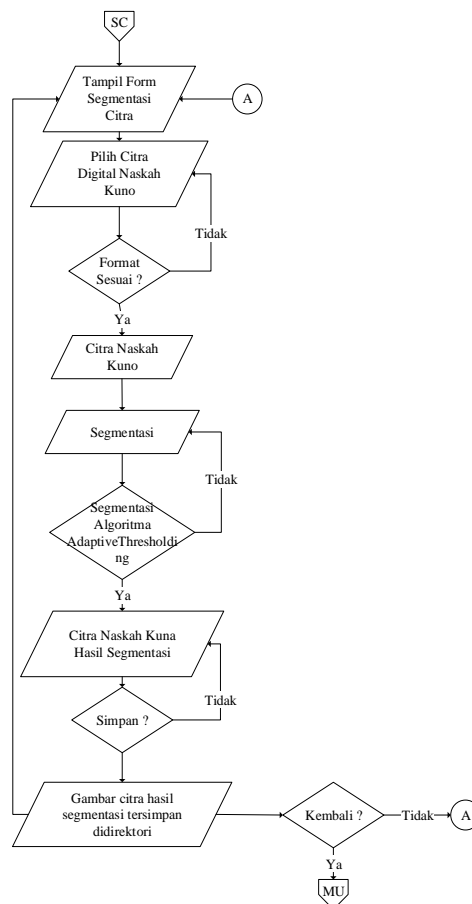 SC
Tampil Form
Segmentasi
Citra
A
Pilih Citra
Digital Naskah
Kuno
Tidak
Format
Sesuai ?
Ya
Citra Naskah
Kuno
Segmentasi
Tidak
Segmentasi
Algoritma
AdaptiveThresholdi
ng
Ya
Citra Naskah Kuna
Hasil Segmentasi
Tidak
Simpan ?
Gambar citra hasil
segmentasi tersimpan
didirektori
Kembali ?
Tidak
A
Ya
MU